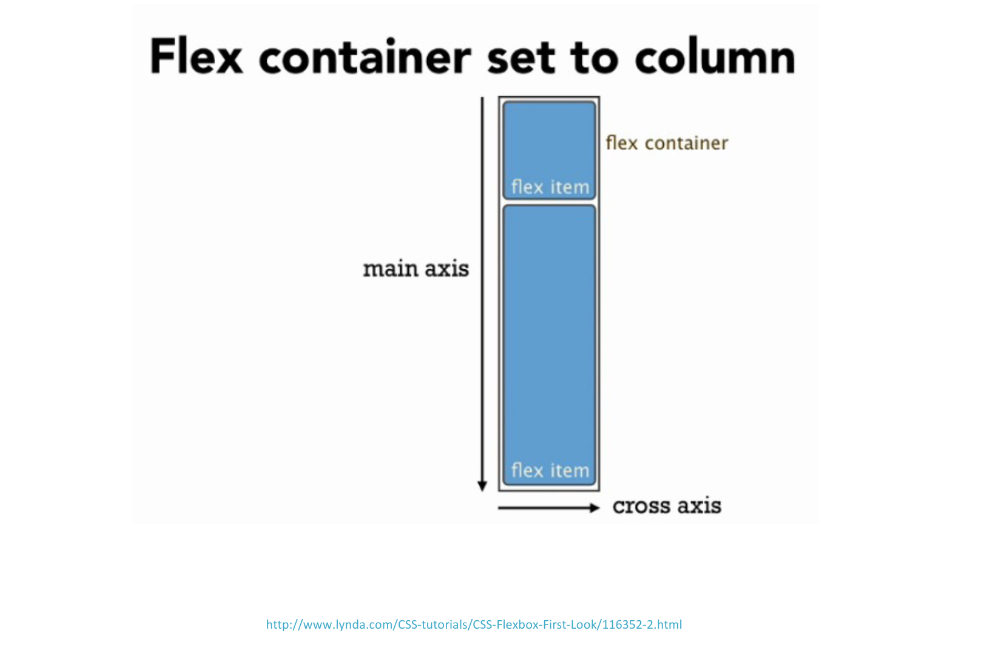 Flex container set to column
flex container
flex item
main axis
flex item
cross axis
http://www.lynda.com/CSS-tutorials/CSS-Flexbox-First-Look/116352-2.html